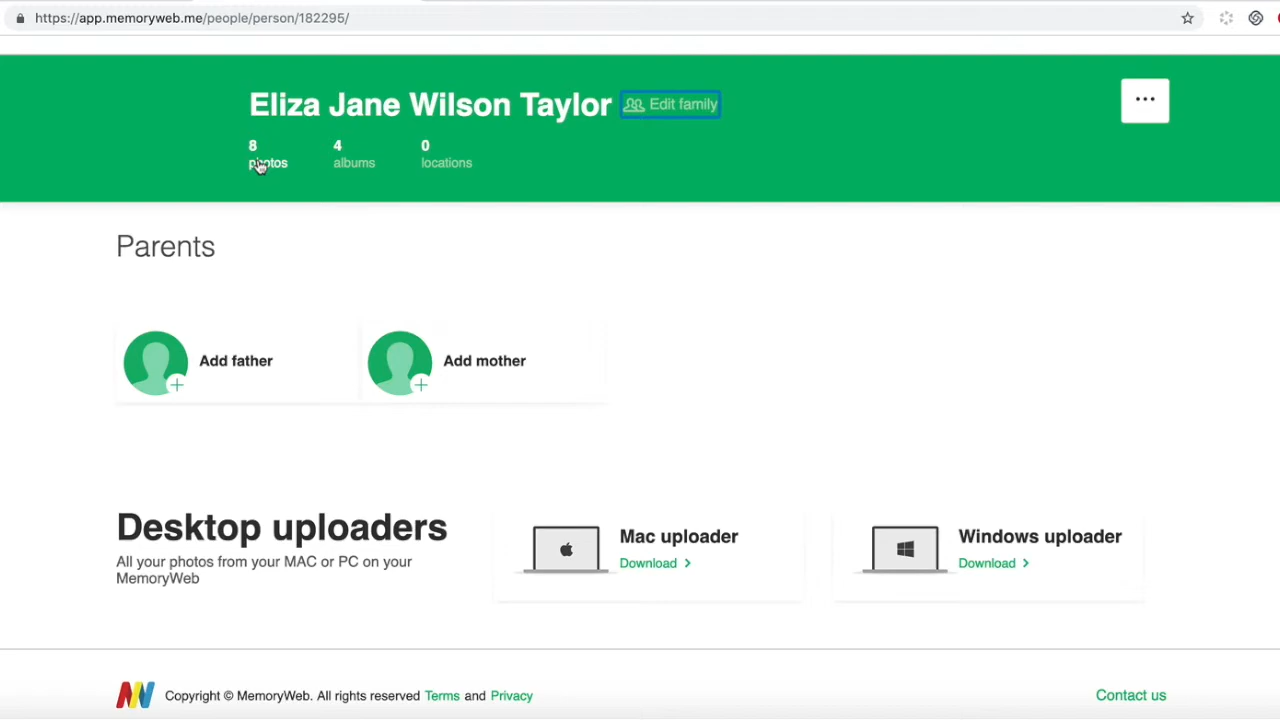 https://app.memoryweb.me/people/person/182295/
Eliza Jane Wilson Taylor Edit family
8 4 0
photos albums locations
Parents
Add father Add mother
Desktop uploaders
All your photos from your MAC or PC on your
MemoryWeb
Mac uploader
Download >
Windows uploader
Download >
Copyright © MemoryWeb. All rights reserved Terms and Privacy
Contact us